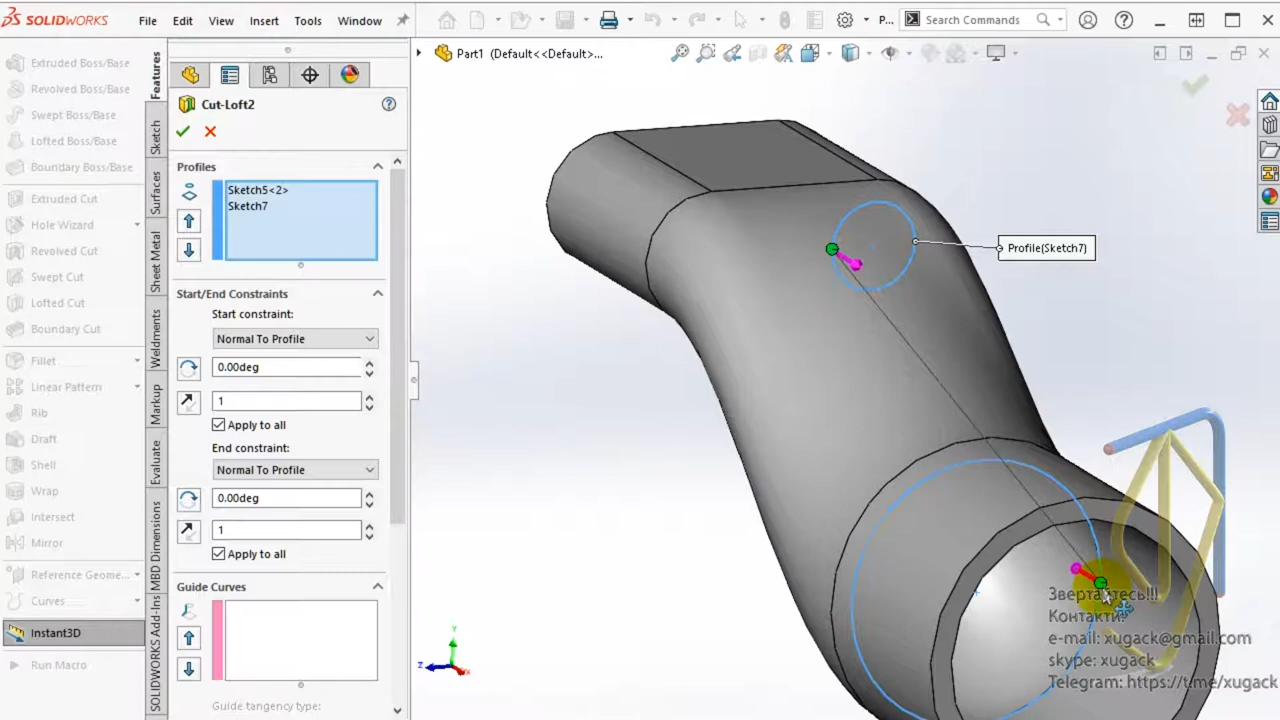 SOLIDWORKS
File Edit View Insert Tools Window
P...
Search Commands
Extruded Boss/Base
Revolved Boss/Base
Swept Boss/Base
Lofted Boss/Base
Boundary Boss/Base
Extruded Cut
Hole Wizard
Revolved Cut
Swept Cut
Lofted Cut
Boundary Cut
Fillet
Linear Pattern
Rib
Draft
Shell
Wrap
Intersect
Mirror
Reference Geome...
Curves
Instant3D
Run Macro
Features
Sketch
Surfaces
Sheet Metal
Weldments
Markup
Evaluate
MBD Dimensions
SOLIDWORKS Add-Ins
Cut-Loft2
Profiles
Sketch5<2>
Sketch7
Start/End Constraints
Start constraint:
Normal To Profile
0.00deg
1
Apply to all
End constraint:
Normal To Profile
0.00deg
1
Apply to all
Guide Curves
Guide tangency type:
Part1 (Default<<Default>...
Profile(Sketch7)
Y
Z
X
Звертайтесь!!!
Контакти:
e-mail: xugack@gmail.com
skype: xugack
Telegram: https://t.me/xugack